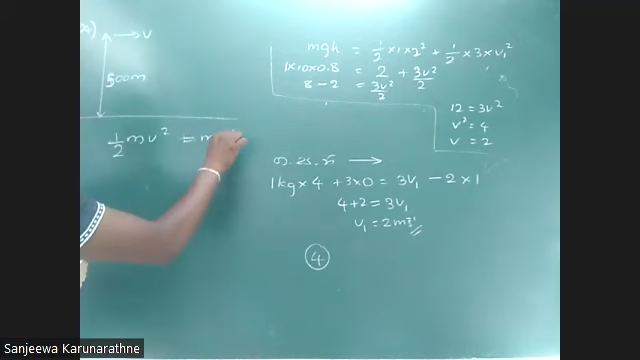 → V
500m
½mv² = m
mgh = ½×1×2² + ½×3×v₁²
1×10×0.8 = 2 + 3v²/2
8 − 2 = 3v²/2
12 = 3v²
v² = 4
v = 2
→
1kg×4 + 3×0 = 3v₁ − 2×1
4+2 = 3v₁
v₁ = 2ms⁻¹
4
Sanjeewa Karunarathne